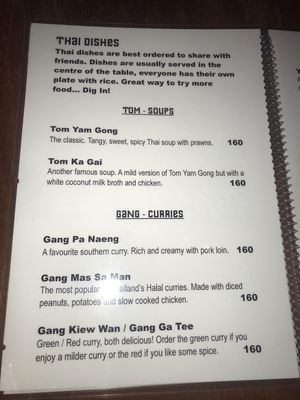 THAI DISHES
Thai dishes are best ordered to share with
friends. Dishes are usually served in the
centre of the table, everyone has their own
plate with rice. Great way to try more
food... Dig In!
TOM - SOUPS
Tom Yam Gong
The classic. Tangy, sweet, spicy Thai soup with prawns. 160
Tom Ka Gai
Another famous soup. A mild version of Tom Yam Gong but with a
white coconut milk broth and chicken. 160
GANG - CURRIES
Gang Pa Naeng
A favourite southern curry. Rich and creamy with pork loin. 160
Gang Mas Sa Man
The most popular Thailand's Halal curries. Made with diced
peanuts, potatoes and slow cooked chicken. 160
Gang Kiew Wan / Gang Ga Tee
Green / Red curry, both delicious! Order the green curry if you
enjoy a milder curry or the red if you like some spice. 160